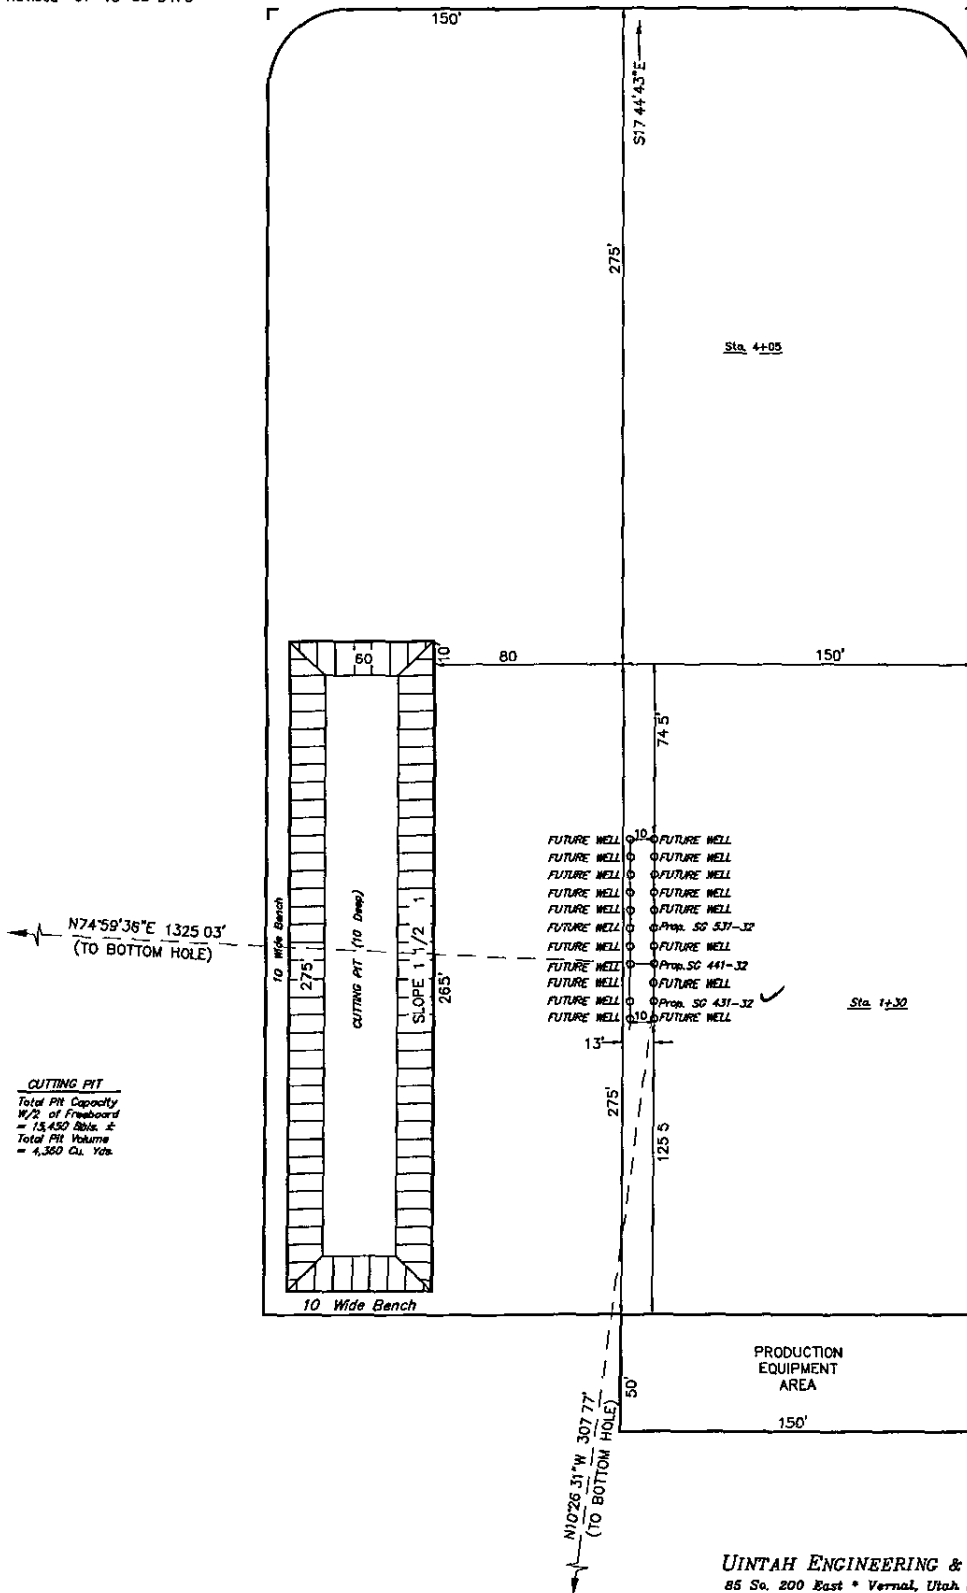 150'
S17 44'43"E
275'
Sta. 4+05
60
10'
80
150'
74 5'
FUTURE WELL 10 FUTURE WELL
FUTURE WELL FUTURE WELL
FUTURE WELL FUTURE WELL
FUTURE WELL FUTURE WELL
FUTURE WELL FUTURE WELL
FUTURE WELL Prop. SG 531-32
FUTURE WELL FUTURE WELL
FUTURE WELL Prop. SG 441-32
FUTURE WELL FUTURE WELL
FUTURE WELL Prop. SG 431-32
FUTURE WELL 10 FUTURE WELL
13'
Sta 1+30
N74°59'36"E 1325 03'
(TO BOTTOM HOLE)
10 Wide Bench
275'
CUTTING PIT (10 Deep)
SLOPE 1 1/2 1
265'
275'
125 5
CUTTING PIT
Total Pit Capacity
W/2 of Freeboard
= 15,450 Bbls. ±
Total Pit Volume
= 4,360 Cu. Yds.
10 Wide Bench
PRODUCTION
EQUIPMENT
AREA
50'
150'
N10°26 31"W 307 77'
(TO BOTTOM HOLE)
UINTAH ENGINEERING &
85 So. 200 East * Vernal, Utah